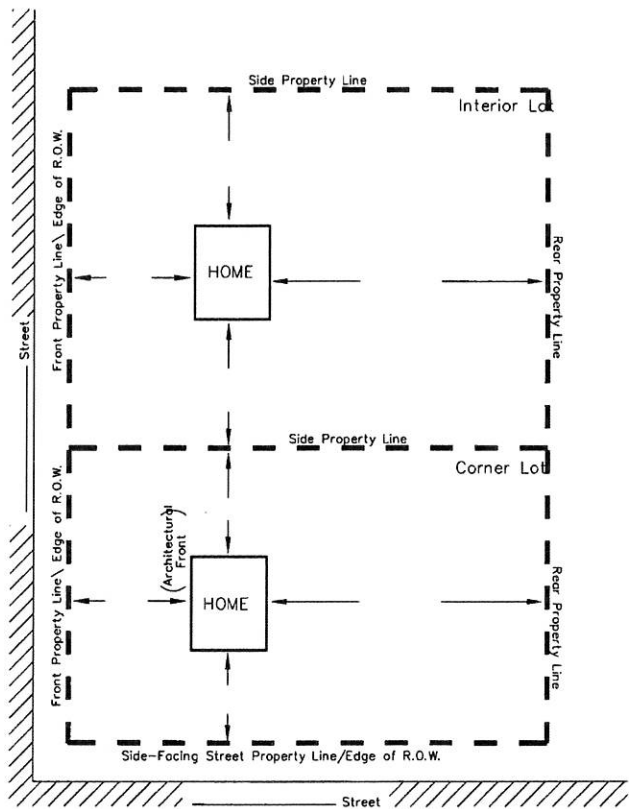 Side Property Line
Interior Lot
Front Property Line\ Edge of R.O.W.
HOME
Rear Property Line
Street
Side Property Line
Corner Lot
Front Property Line\ Edge of R.O.W.
(Architectural)
Front
HOME
Rear Property Line
Side-Facing Street Property Line/Edge of R.O.W.
Street